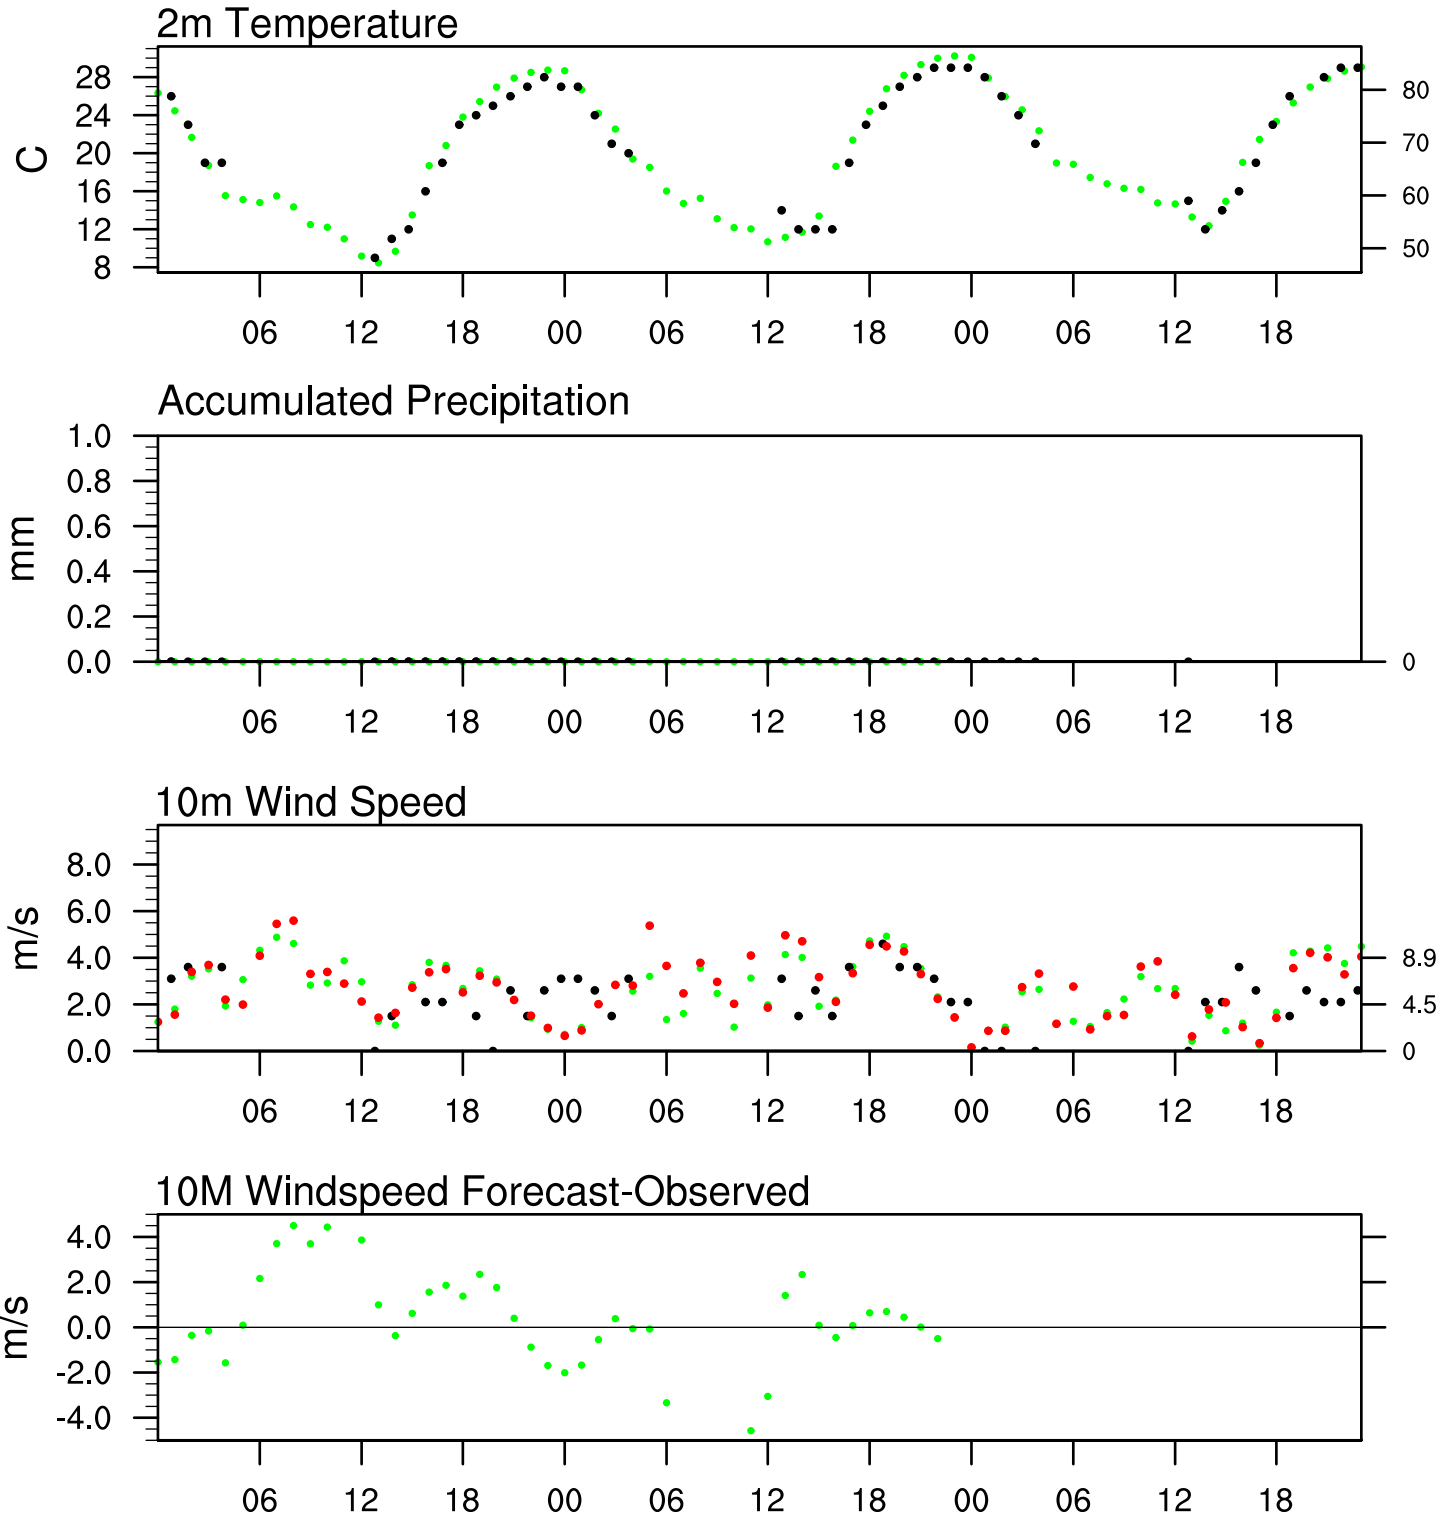 2m Temperature
C
28
24
20
16
12
8
80
70
60
50
06 12 18 00 06 12 18 00 06 12 18
Accumulated Precipitation
mm
1.0
0.8
0.6
0.4
0.2
0.0
0
06 12 18 00 06 12 18 00 06 12 18
10m Wind Speed
m/s
8.0
6.0
4.0
2.0
0.0
8.9
4.5
0
06 12 18 00 06 12 18 00 06 12 18
10M Windspeed Forecast-Observed
m/s
4.0
2.0
0.0
-2.0
-4.0
06 12 18 00 06 12 18 00 06 12 18